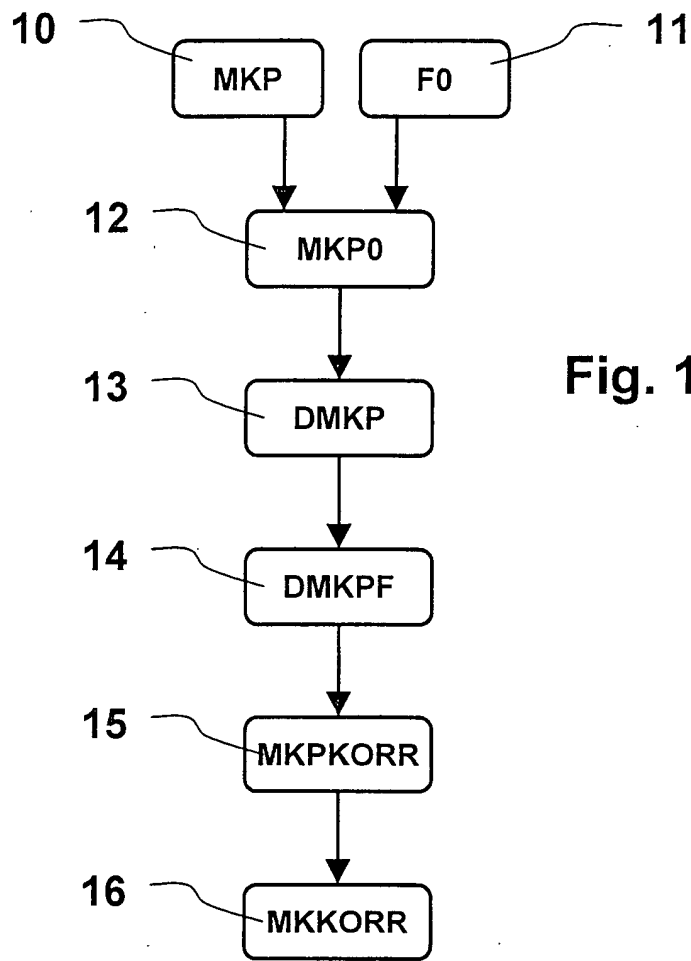 10 MKP F0 11
12 MKP0
13 DMKP
Fig. 1
14 DMKPF
15 MKPKORR
16 MKKORR